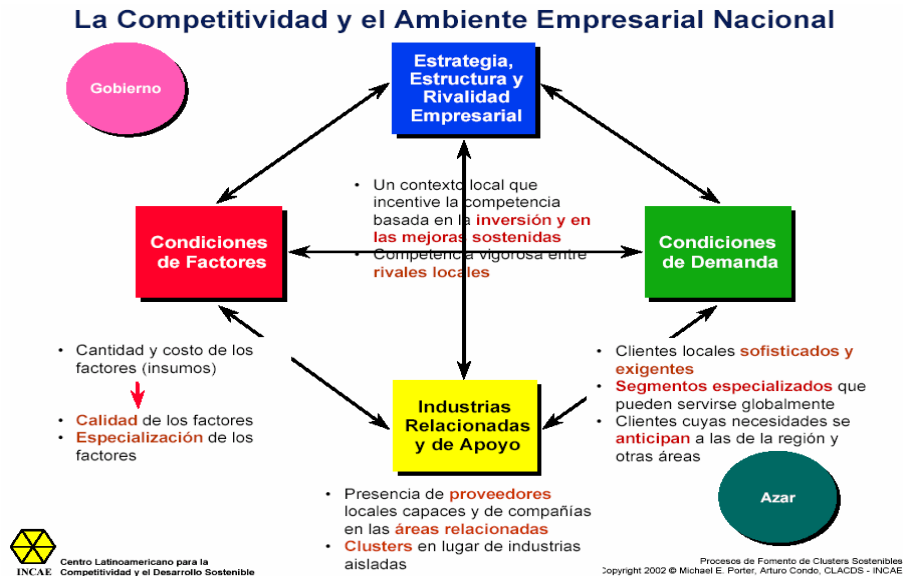 La Competitividad y el Ambiente Empresarial Nacional
Gobierno
Estrategia,
Estructura y
Rivalidad
Empresarial
• Un contexto local que
incentive la competencia
basada en la inversión y en
las mejoras sostenidas
• Competencia vigorosa entre
rivales locales
Condiciones
de Factores
Condiciones
de Demanda
• Cantidad y costo de los
factores (insumos)
• Calidad de los factores
• Especialización de los
factores
Industrias
Relacionadas
y de Apoyo
• Clientes locales sofisticados y
exigentes
• Segmentos especializados que
pueden servirse globalmente
• Clientes cuyas necesidades se
anticipan a las de la región y
otras áreas
• Presencia de proveedores
locales capaces y de compañías
en las áreas relacionadas
• Clusters en lugar de industrias
aisladas
Azar
INCAE
Centro Latinoamericano para la
Competitividad y el Desarrollo Sostenible
Procesos de Fomento de Clusters Sostenibles
opyright 2002 © Michael E. Porter, Arturo Condo, CLACDS - INCAE